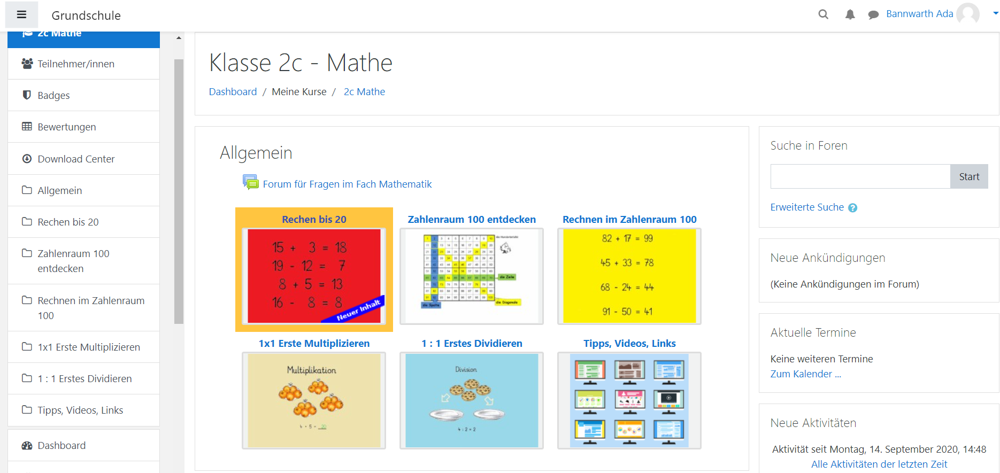 Grundschule
Bannwarth Ada
2c Mathe
Teilnehmer/innen
Badges
Bewertungen
Download Center
Allgemein
Rechen bis 20
Zahlenraum 100
entdecken
Rechnen im Zahlenraum
100
1x1 Erste Multiplizieren
1 : 1 Erstes Dividieren
Tipps, Videos, Links
Dashboard
Klasse 2c - Mathe
Dashboard / Meine Kurse / 2c Mathe
Allgemein
Forum für Fragen im Fach Mathematik
Rechen bis 20
15 + 3 = 18
19 - 12 = 7
8 + 5 = 13
16 - 8 = 8
Neuer Inhalt
Zahlenraum 100 entdecken
die Zeile
die Spalte
die Diagonale
Rechnen im Zahlenraum 100
82 + 17 = 99
45 + 33 = 78
68 - 24 = 44
91 - 50 = 41
1x1 Erste Multiplizieren
Multiplikation
4 · 5 = 20
1 : 1 Erstes Dividieren
Division
4 : 2 = 2
Tipps, Videos, Links
Suche in Foren
Start
Erweiterte Suche ?
Neue Ankündigungen
(Keine Ankündigungen im Forum)
Aktuelle Termine
Keine weiteren Termine
Zum Kalender ...
Neue Aktivitäten
Aktivität seit Montag, 14. September 2020, 14:48
Alle Aktivitäten der letzten Zeit